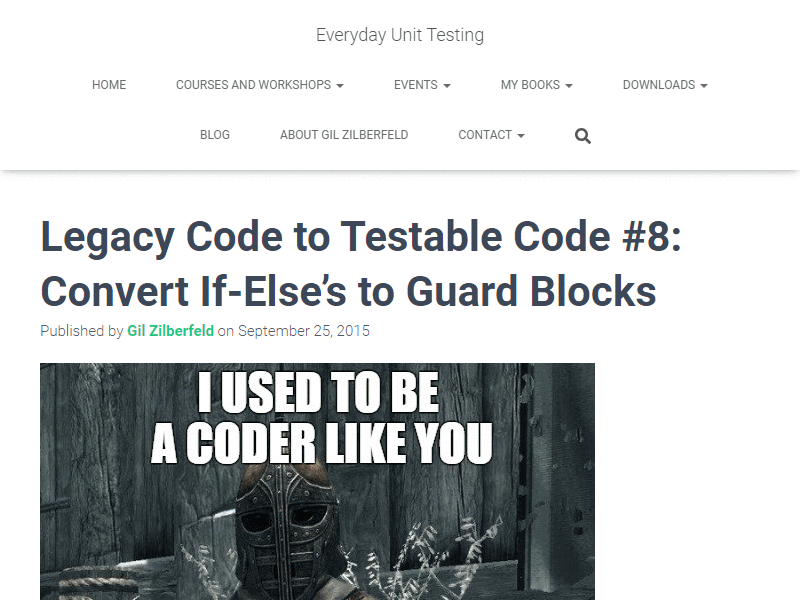 Everyday Unit Testing
HOME COURSES AND WORKSHOPS EVENTS MY BOOKS DOWNLOADS
BLOG ABOUT GIL ZILBERFELD CONTACT
Legacy Code to Testable Code #8:
Convert If-Else’s to Guard Blocks
Published by Gil Zilberfeld on September 25, 2015
I USED TO BE
A CODER LIKE YOU